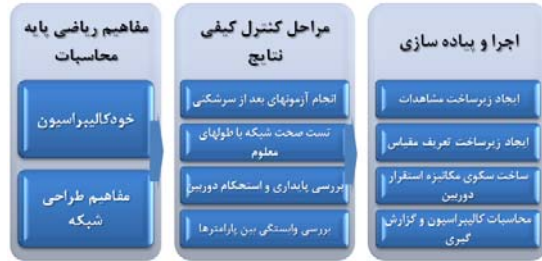 مفاهیم ریاضی پایه
محاسبات
خودکالیبراسیون
مفاهیم طراحی
شبکه
مراحل کنترل کیفی
نتایج
انجام آزمونهای بعد از سرشکنی
تست صحت شبکه با طولهای
معلوم
بررسی پایداری و استحکام دوربین
بررسی وابستگی بین پارامترها
اجرا و پیاده سازی
ایجاد زیرساخت مشاهدات
ایجاد زیرساخت تعریف مقیاس
ساخت سکوی مکانیزه استقرار
دوربین
محاسبات کالیبراسیون و گزارش
گیری